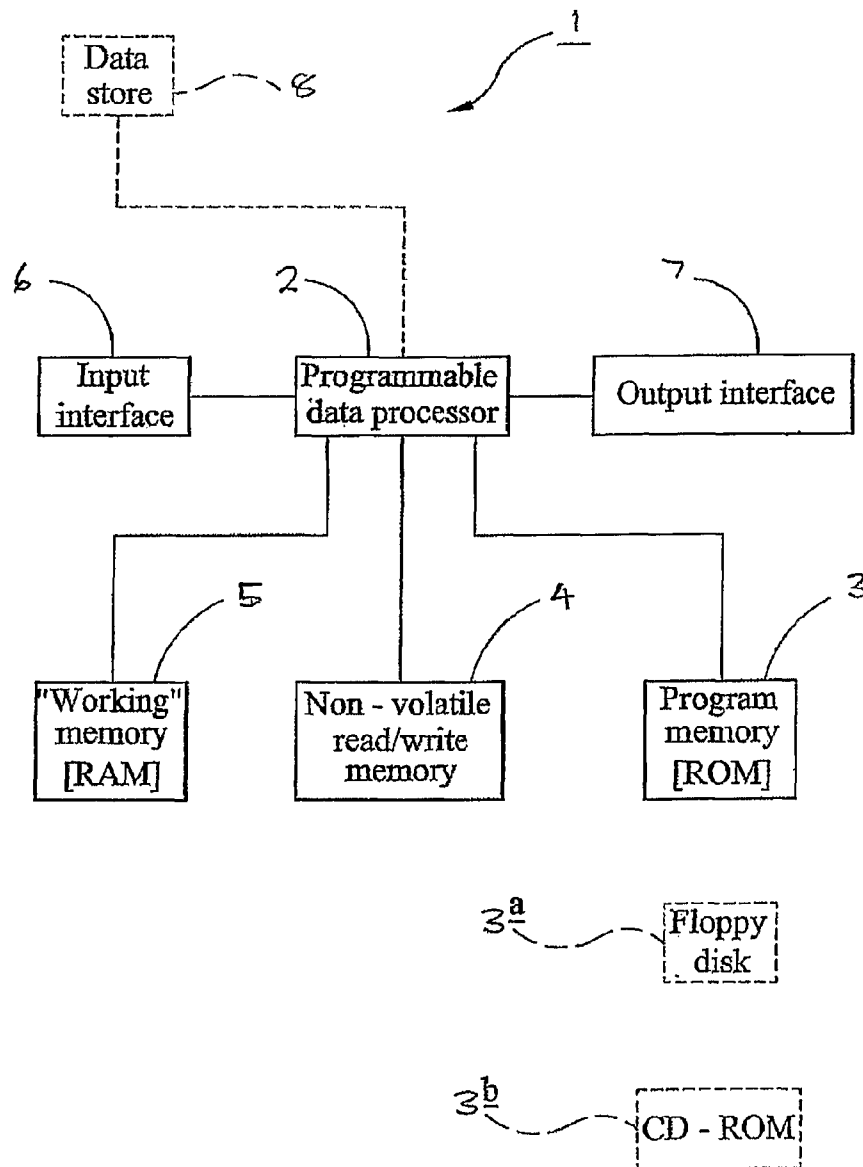 1
Data
store
8
6
2
7
Input
interface
Programmable
data processor
Output interface
5
4
3
"Working"
memory
[RAM]
Non - volatile
read/write
memory
Program
memory
[ROM]
3a
Floppy
disk
3b
CD - ROM